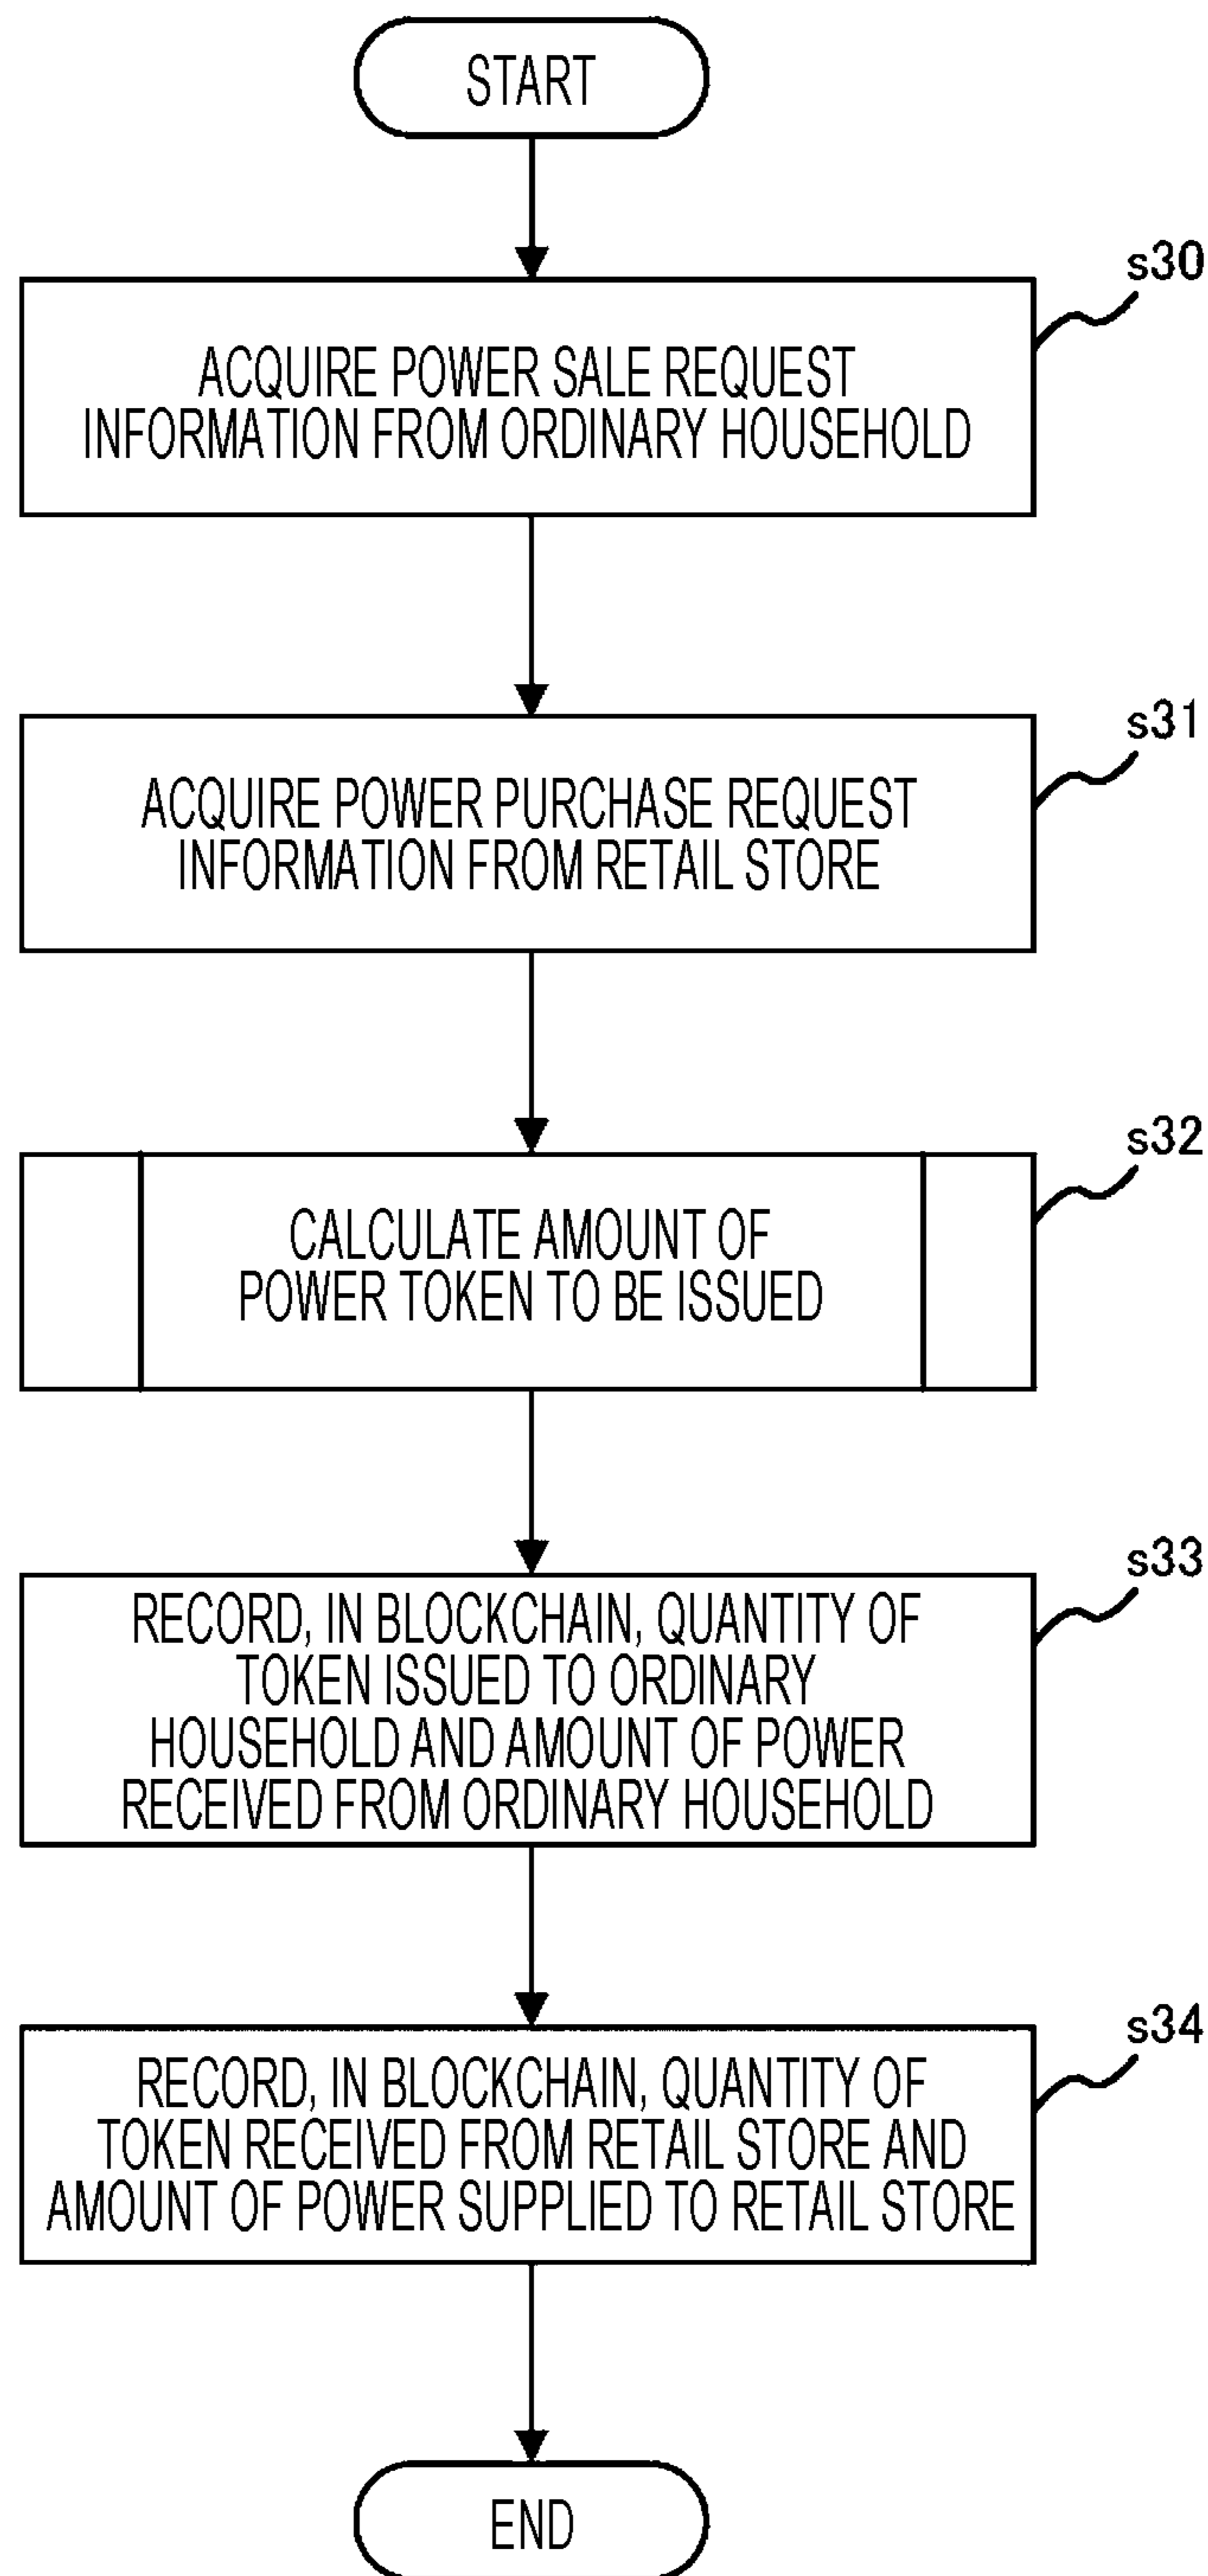 START
s30
ACQUIRE POWER SALE REQUEST
INFORMATION FROM ORDINARY HOUSEHOLD
s31
ACQUIRE POWER PURCHASE REQUEST
INFORMATION FROM RETAIL STORE
s32
CALCULATE AMOUNT OF
POWER TOKEN TO BE ISSUED
s33
RECORD, IN BLOCKCHAIN, QUANTITY OF
TOKEN ISSUED TO ORDINARY
HOUSEHOLD AND AMOUNT OF POWER
RECEIVED FROM ORDINARY HOUSEHOLD
s34
RECORD, IN BLOCKCHAIN, QUANTITY OF
TOKEN RECEIVED FROM RETAIL STORE AND
AMOUNT OF POWER SUPPLIED TO RETAIL STORE
END